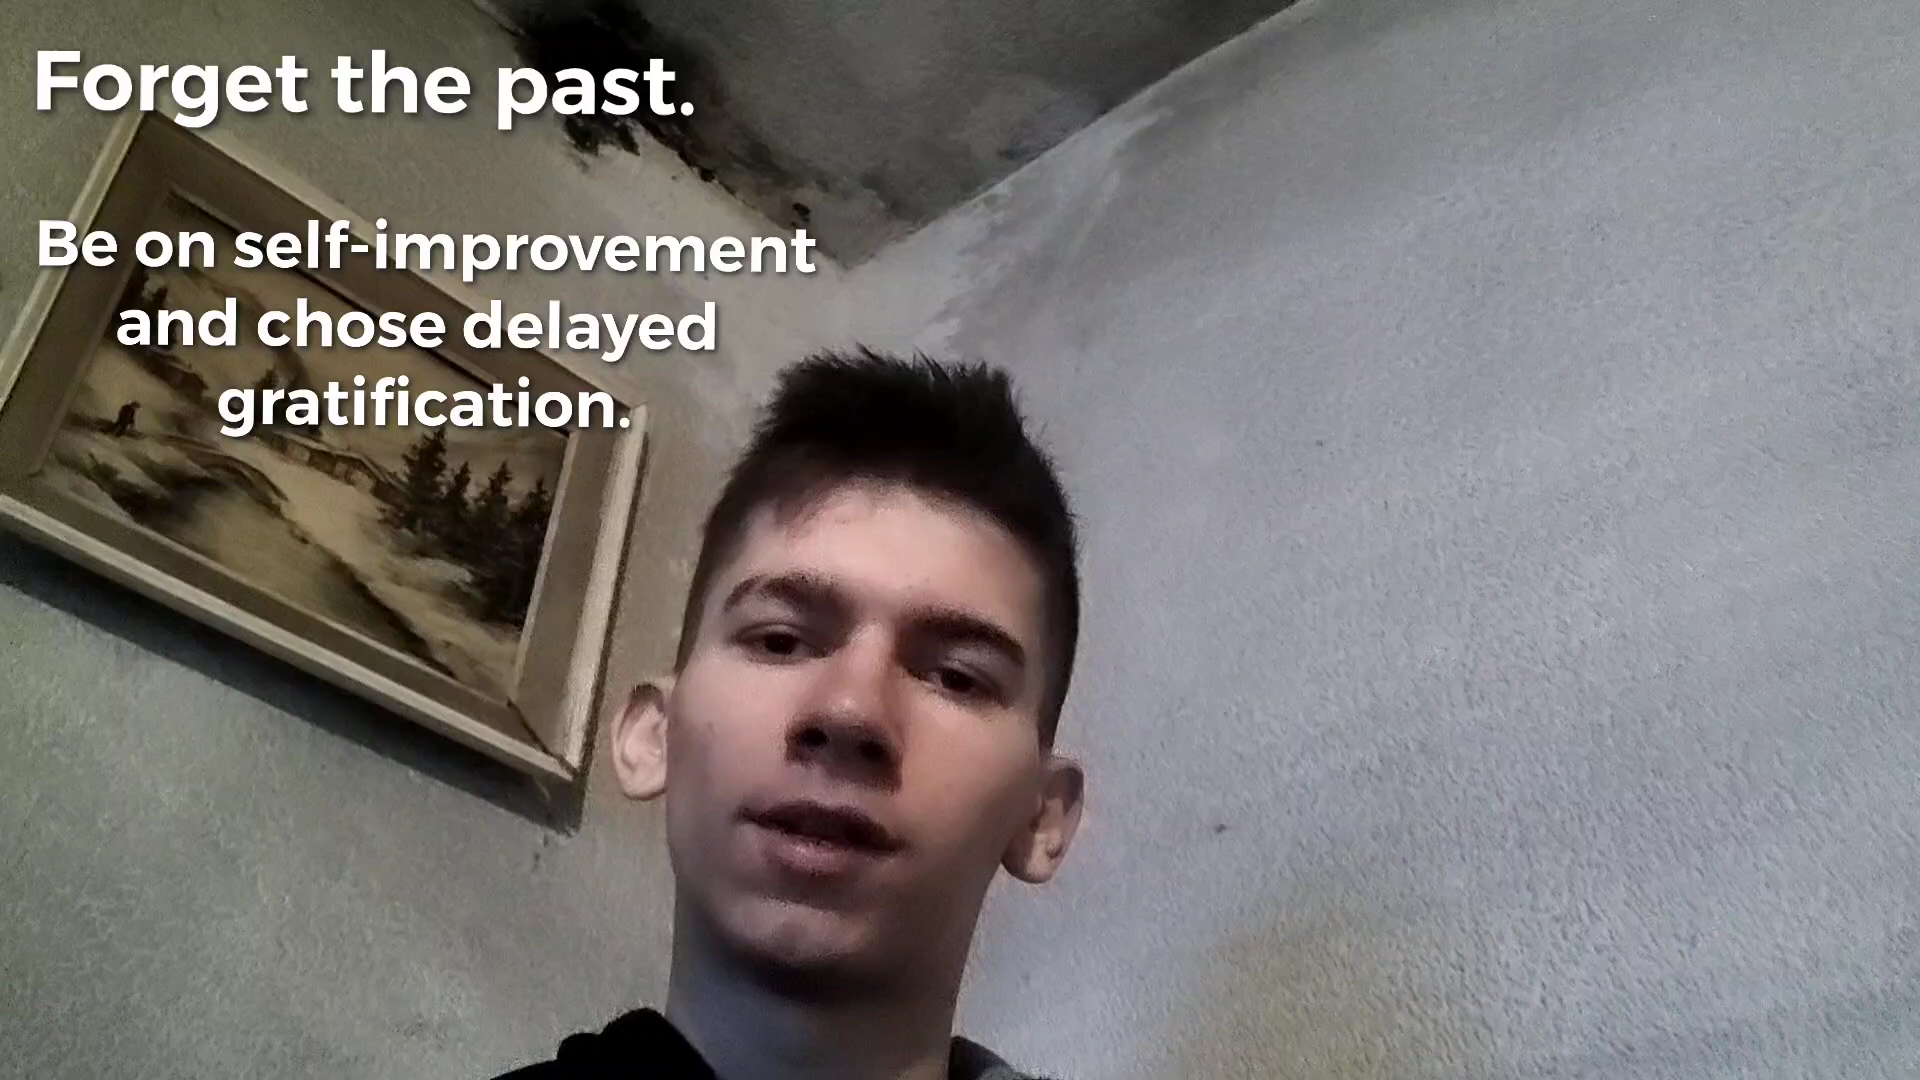 Forget the past.
Be on self-improvement
and chose delayed
gratification.